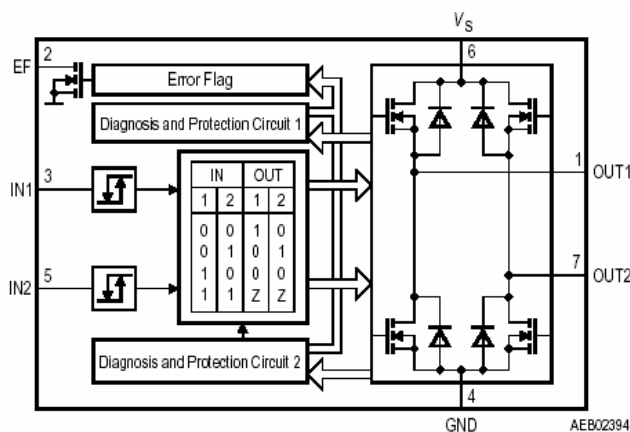 V_S
2
6
EF
Error Flag
Diagnosis and Protection Circuit 1
3
IN1
IN OUT
1 2 1 2
0 0 1 0
0 1 0 1
1 0 0 0
1 1 Z Z
1
OUT1
5
IN2
7
OUT2
Diagnosis and Protection Circuit 2
4
GND
AEB02394